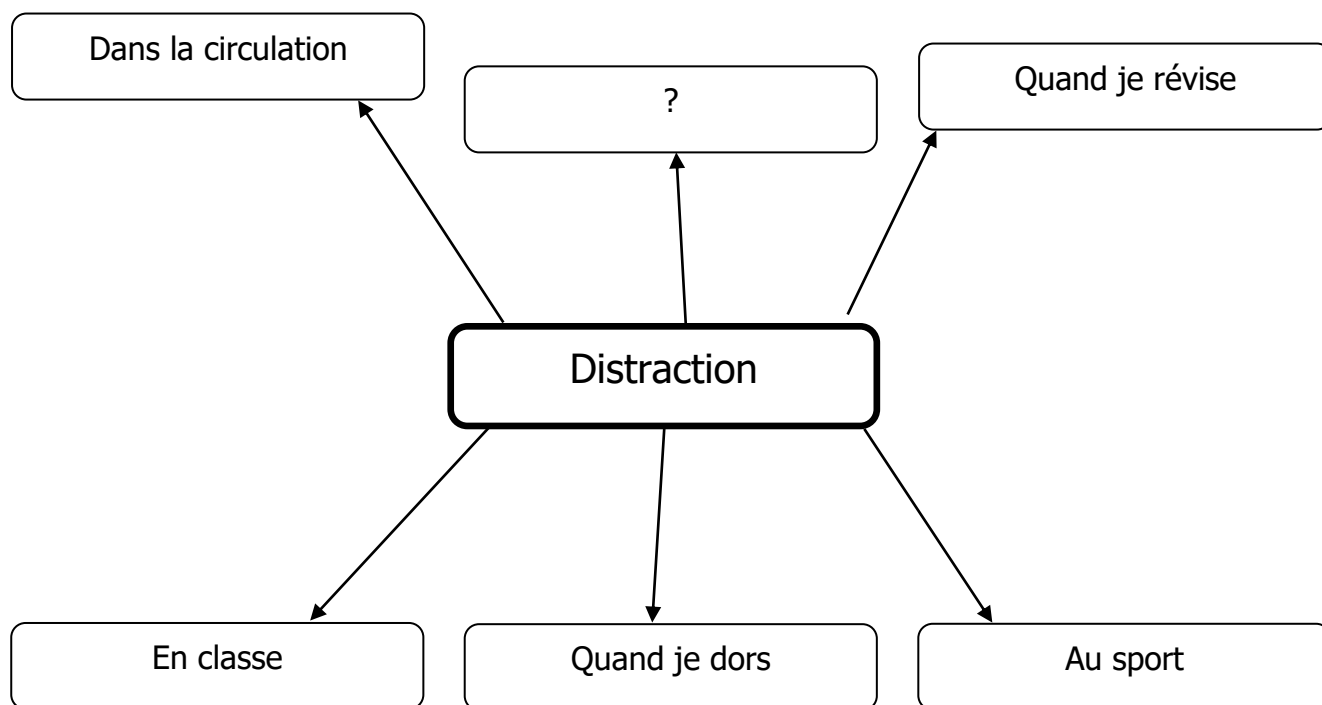 Dans la circulation
?
Quand je révise
Distraction
En classe
Quand je dors
Au sport